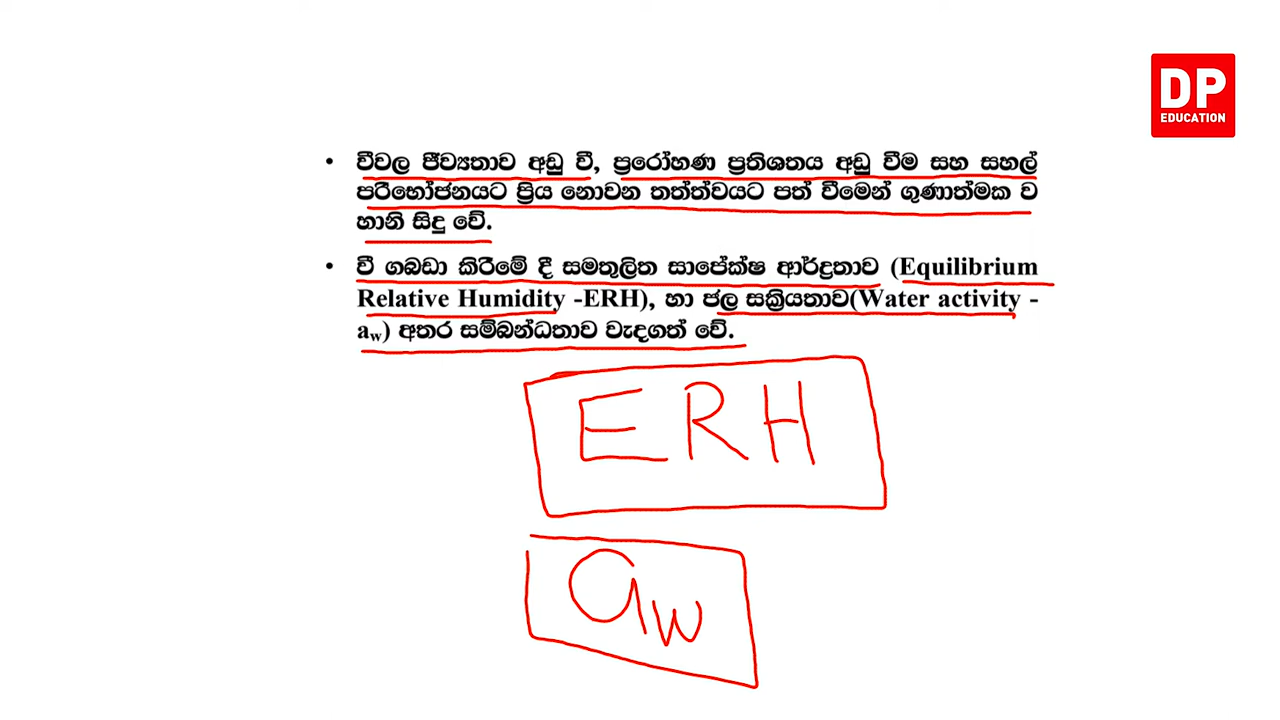 DP
EDUCATION
• වීවල ජීව්‍යතාව අඩු වී, ප්‍රරෝහණ ප්‍රතිශතය අඩු වීම සහ සහල්
පරිභෝජනයට ප්‍රිය නොවන තත්ත්වයට පත් වීමෙන් ගුණාත්මක ව
හානි සිදු වේ.
• වී ගබඩා කිරීමේ දී සමතුලිත සාපේක්ෂ ආර්ද්‍රතාව (Equilibrium
Relative Humidity -ERH), හා ජල සක්‍රියතාව(Water activity -
aw) අතර සම්බන්ධතාව වැදගත් වේ.
ERH
aw